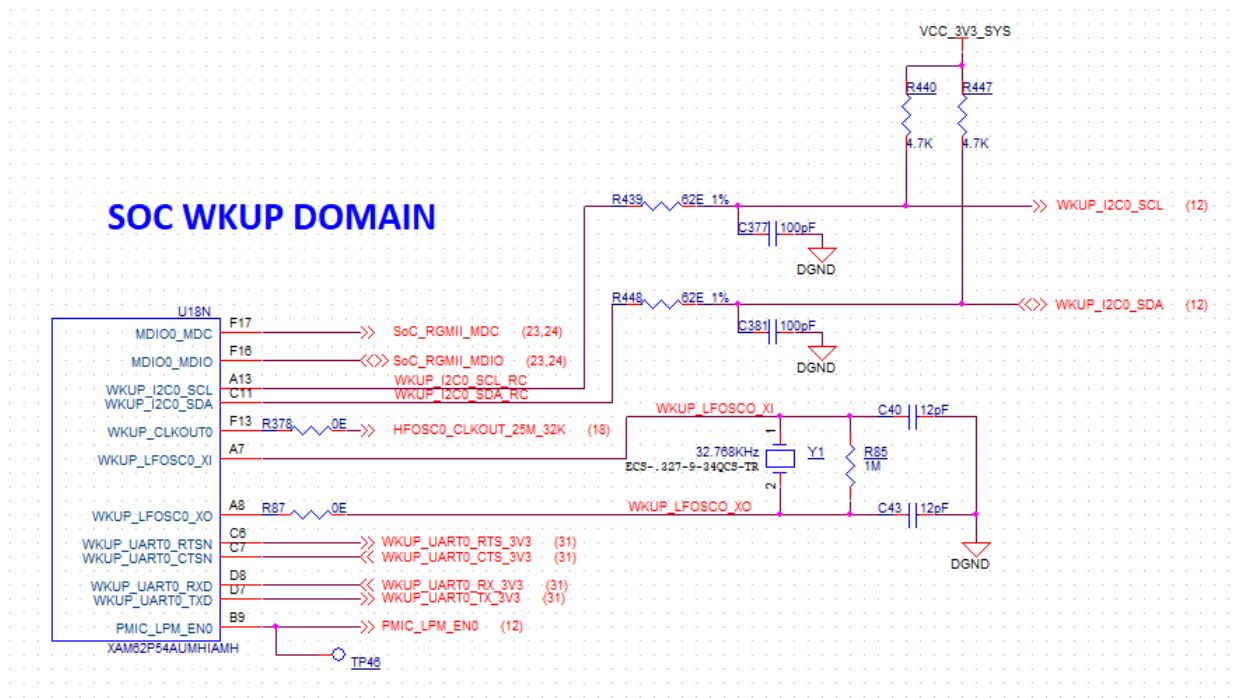 VCC_3V3_SYS
R440
R447
4.7K
4.7K
R439
62E_1%
WKUP_I2C0_SCL
(12)
SOC WKUP DOMAIN
C377
100pF
DGND
R448
62E_1%
WKUP_I2C0_SDA
(12)
C381
100pF
DGND
U18N
MDIO0_MDC
F17
SoC_RGMII_MDC
(23,24)
MDIO0_MDIO
F16
SoC_RGMII_MDIO
(23,24)
WKUP_I2C0_SCL
A13
WKUP_I2C0_SCL_RC
WKUP_I2C0_SDA
C11
WKUP_I2C0_SDA_RC
WKUP_CLKOUT0
F13
R378
0E
HFOSC0_CLKOUT_25M_32K
(18)
WKUP_LFOSC0_XI
A7
WKUP_LFOSCO_XI
C40
12pF
1
32.768KHz
Y1
ECS-.327-9-34QCS-TR
R85
1M
2
WKUP_LFOSC0_XO
A8
R87
0E
WKUP_LFOSCO_XO
C43
12pF
DGND
WKUP_UART0_RTSN
C6
WKUP_UART0_RTS_3V3
(31)
WKUP_UART0_CTSN
C7
WKUP_UART0_CTS_3V3
(31)
WKUP_UART0_RXD
D8
WKUP_UART0_RX_3V3
(31)
WKUP_UART0_TXD
D7
WKUP_UART0_TX_3V3
(31)
PMIC_LPM_EN0
B9
PMIC_LPM_EN0
(12)
XAM62P54AUMHIAMH
TP46